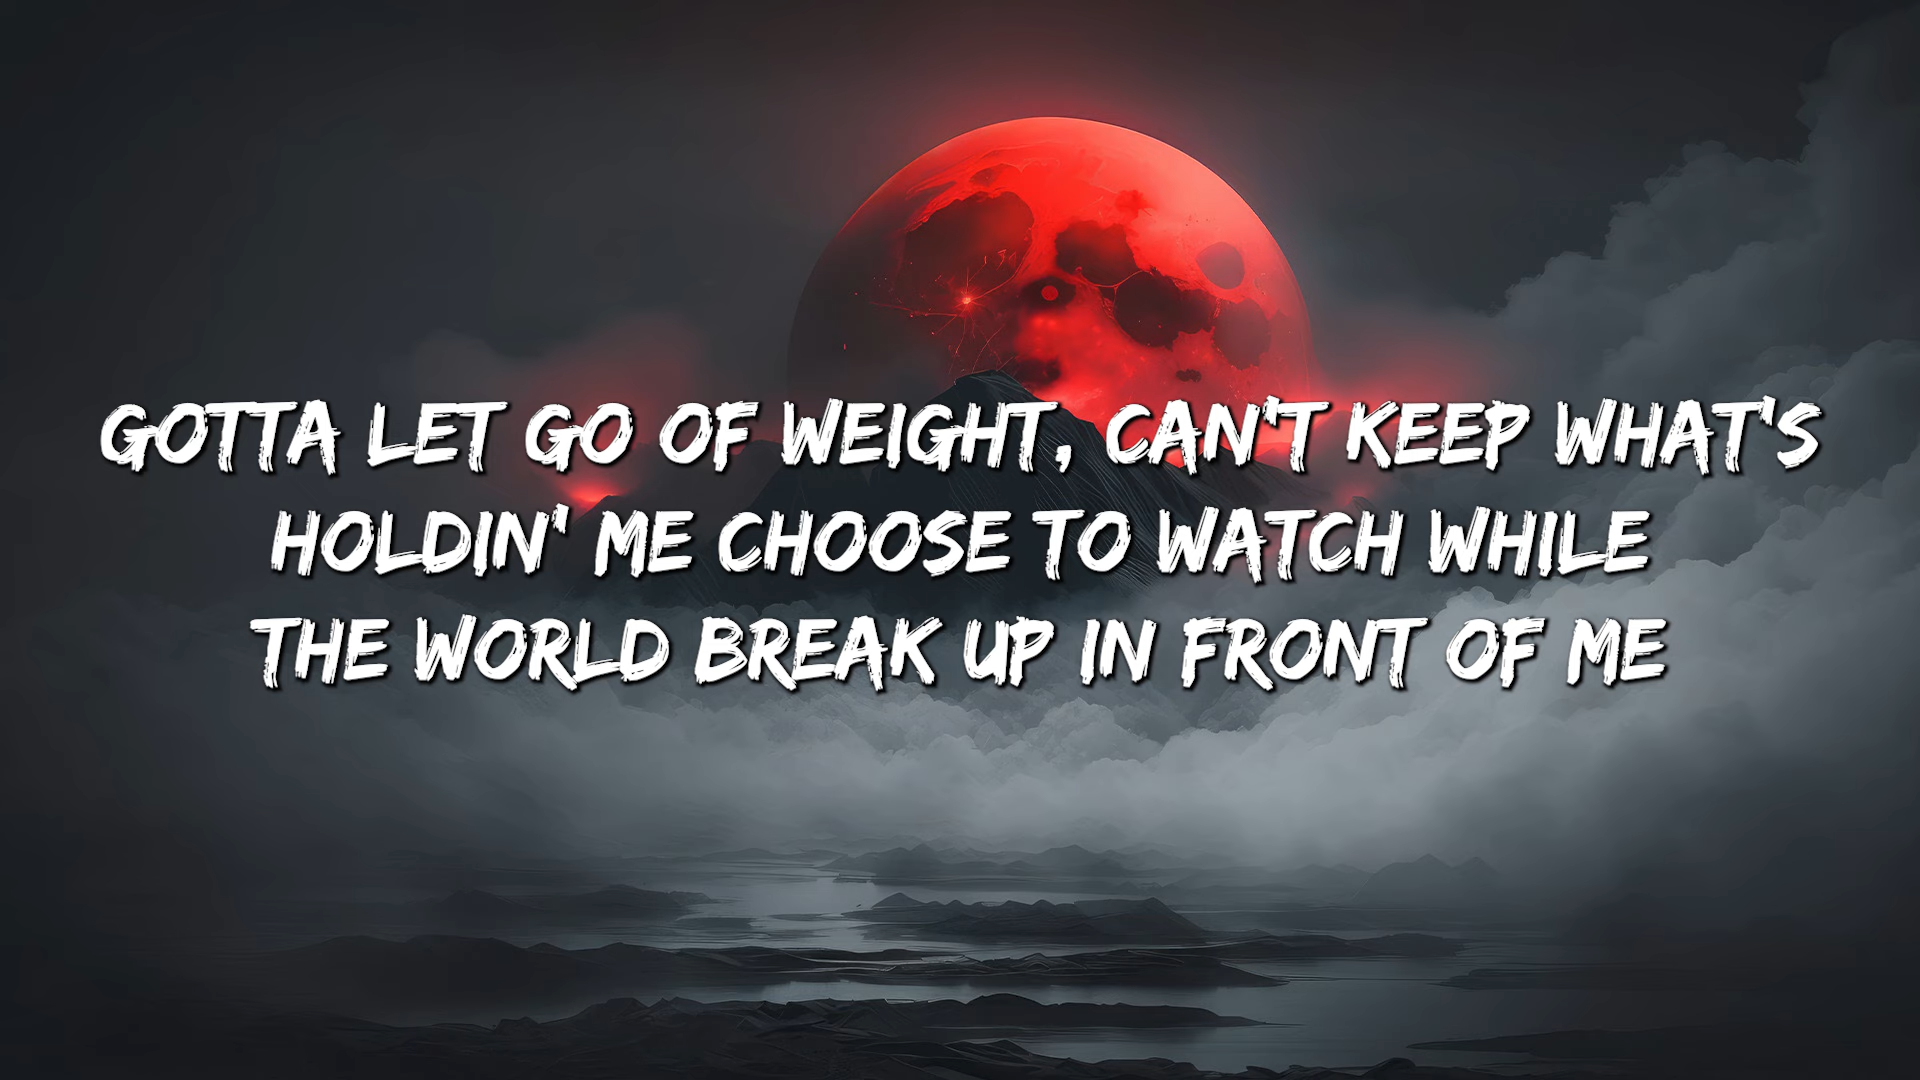 GOTTA LET GO OF WEIGHT, CAN'T KEEP WHAT'S
HOLDIN' ME CHOOSE TO WATCH WHILE
THE WORLD BREAK UP IN FRONT OF ME